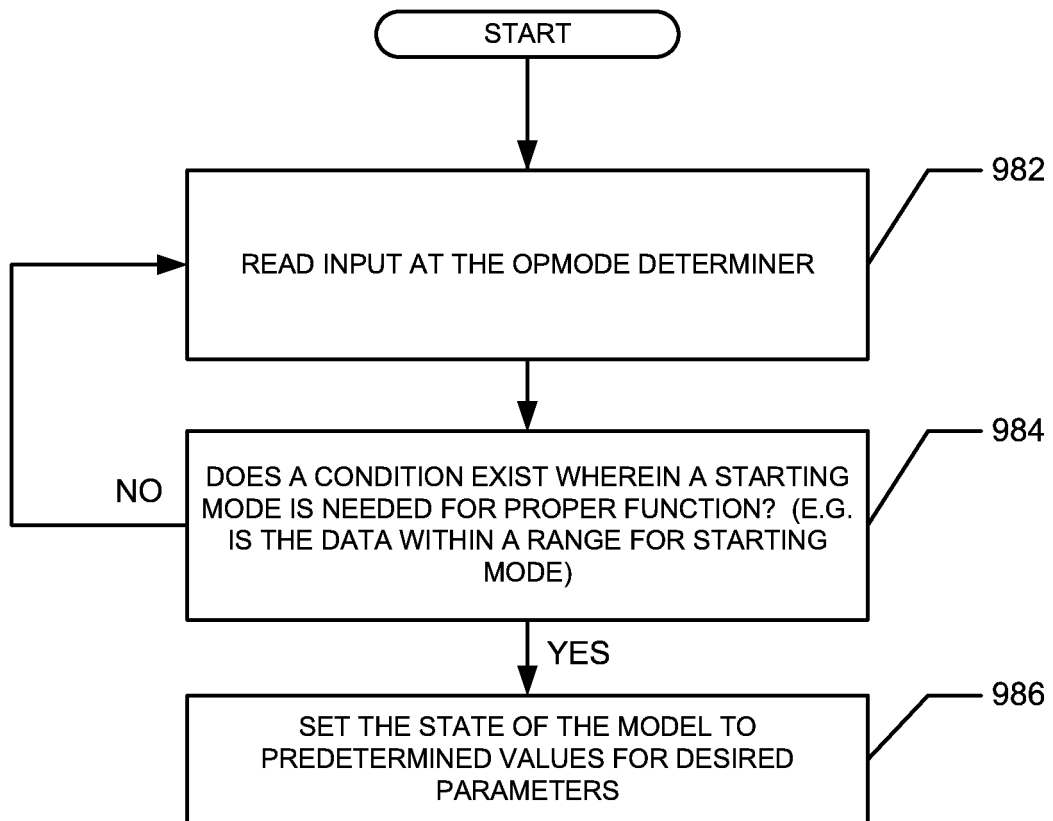 START
982
READ INPUT AT THE OPMODE DETERMINER
984
NO
DOES A CONDITION EXIST WHEREIN A STARTING
MODE IS NEEDED FOR PROPER FUNCTION? (E.G.
IS THE DATA WITHIN A RANGE FOR STARTING
MODE)
YES
986
SET THE STATE OF THE MODEL TO
PREDETERMINED VALUES FOR DESIRED
PARAMETERS